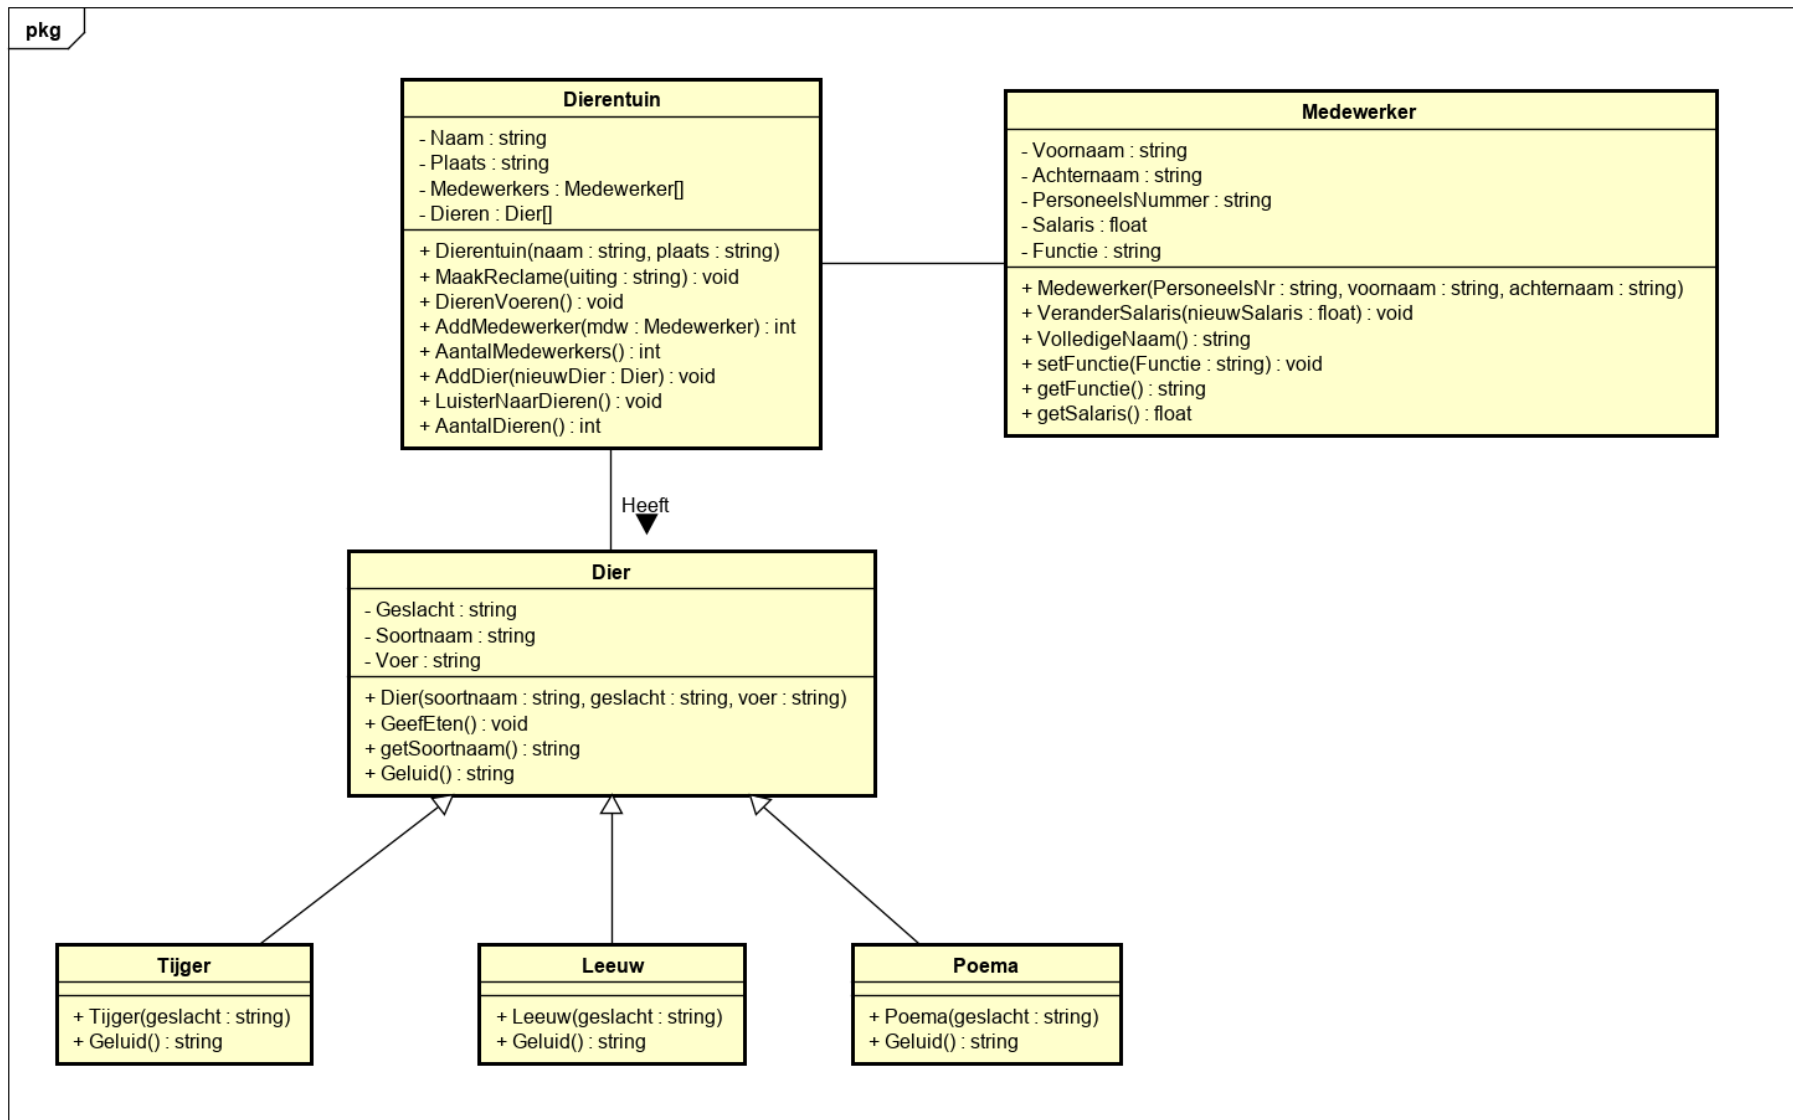 pkg
Dierentuin
- Naam : string
- Plaats : string
- Medewerkers : Medewerker[]
- Dieren : Dier[]
+ Dierentuin(naam : string, plaats : string)
+ MaakReclame(uiting : string) : void
+ DierenVoeren() : void
+ AddMedewerker(mdw : Medewerker) : int
+ AantalMedewerkers() : int
+ AddDier(nieuwDier : Dier) : void
+ LuisterNaarDieren() : void
+ AantalDieren() : int
Medewerker
- Voornaam : string
- Achternaam : string
- PersoneelsNummer : string
- Salaris : float
- Functie : string
+ Medewerker(PersoneelsNr : string, voornaam : string, achternaam : string)
+ VeranderSalaris(nieuwSalaris : float) : void
+ VolledigeNaam() : string
+ setFunctie(Functie : string) : void
+ getFunctie() : string
+ getSalaris() : float
Heeft
Dier
- Geslacht : string
- Soortnaam : string
- Voer : string
+ Dier(soortnaam : string, geslacht : string, voer : string)
+ GeefEten() : void
+ getSoortnaam() : string
+ Geluid() : string
Tijger
+ Tijger(geslacht : string)
+ Geluid() : string
Leeuw
+ Leeuw(geslacht : string)
+ Geluid() : string
Poema
+ Poema(geslacht : string)
+ Geluid() : string